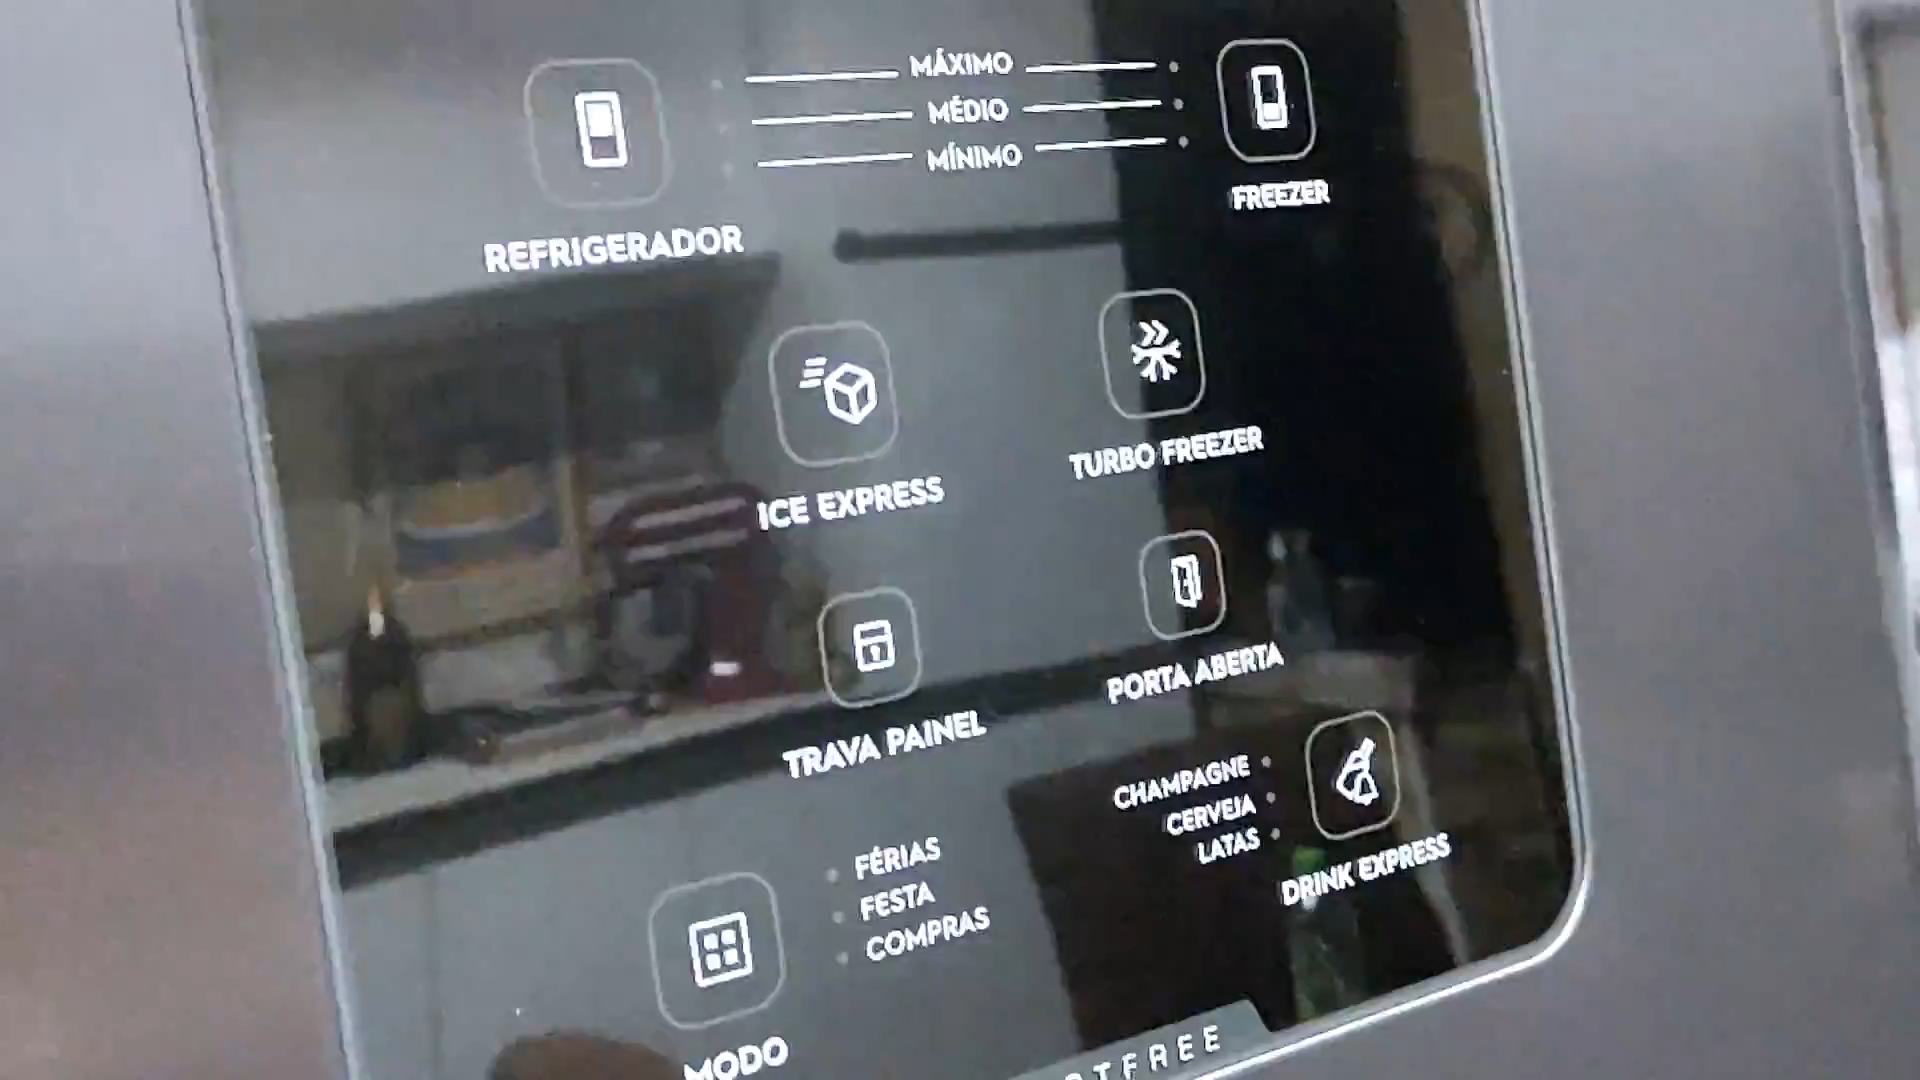 MÁXIMO
MÉDIO
MÍNIMO
REFRIGERADOR
FREEZER
ICE EXPRESS
TURBO FREEZER
TRAVA PAINEL
PORTA ABERTA
CHAMPAGNE
CERVEJA
LATAS
DRINK EXPRESS
FÉRIAS
FESTA
COMPRAS
MODO